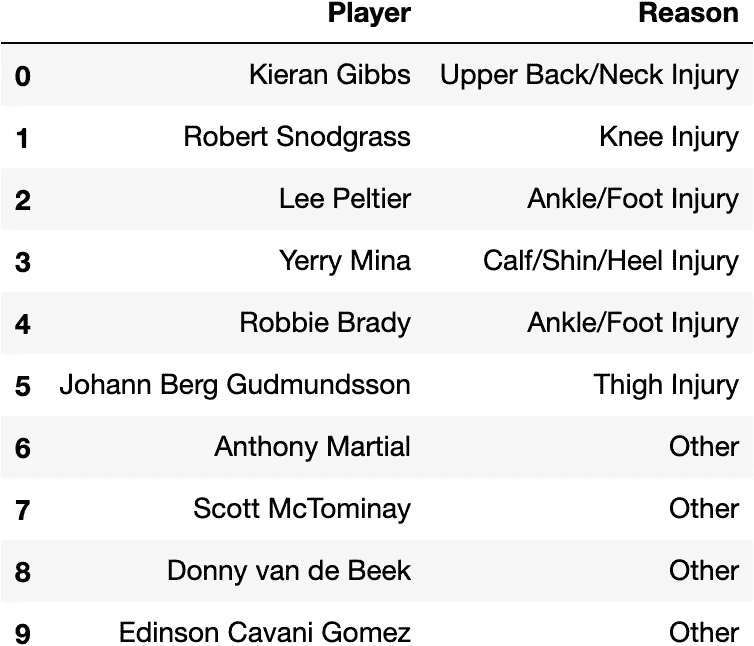 Player Reason
0 Kieran Gibbs Upper Back/Neck Injury
1 Robert Snodgrass Knee Injury
2 Lee Peltier Ankle/Foot Injury
3 Yerry Mina Calf/Shin/Heel Injury
4 Robbie Brady Ankle/Foot Injury
5 Johann Berg Gudmundsson Thigh Injury
6 Anthony Martial Other
7 Scott McTominay Other
8 Donny van de Beek Other
9 Edinson Cavani Gomez Other